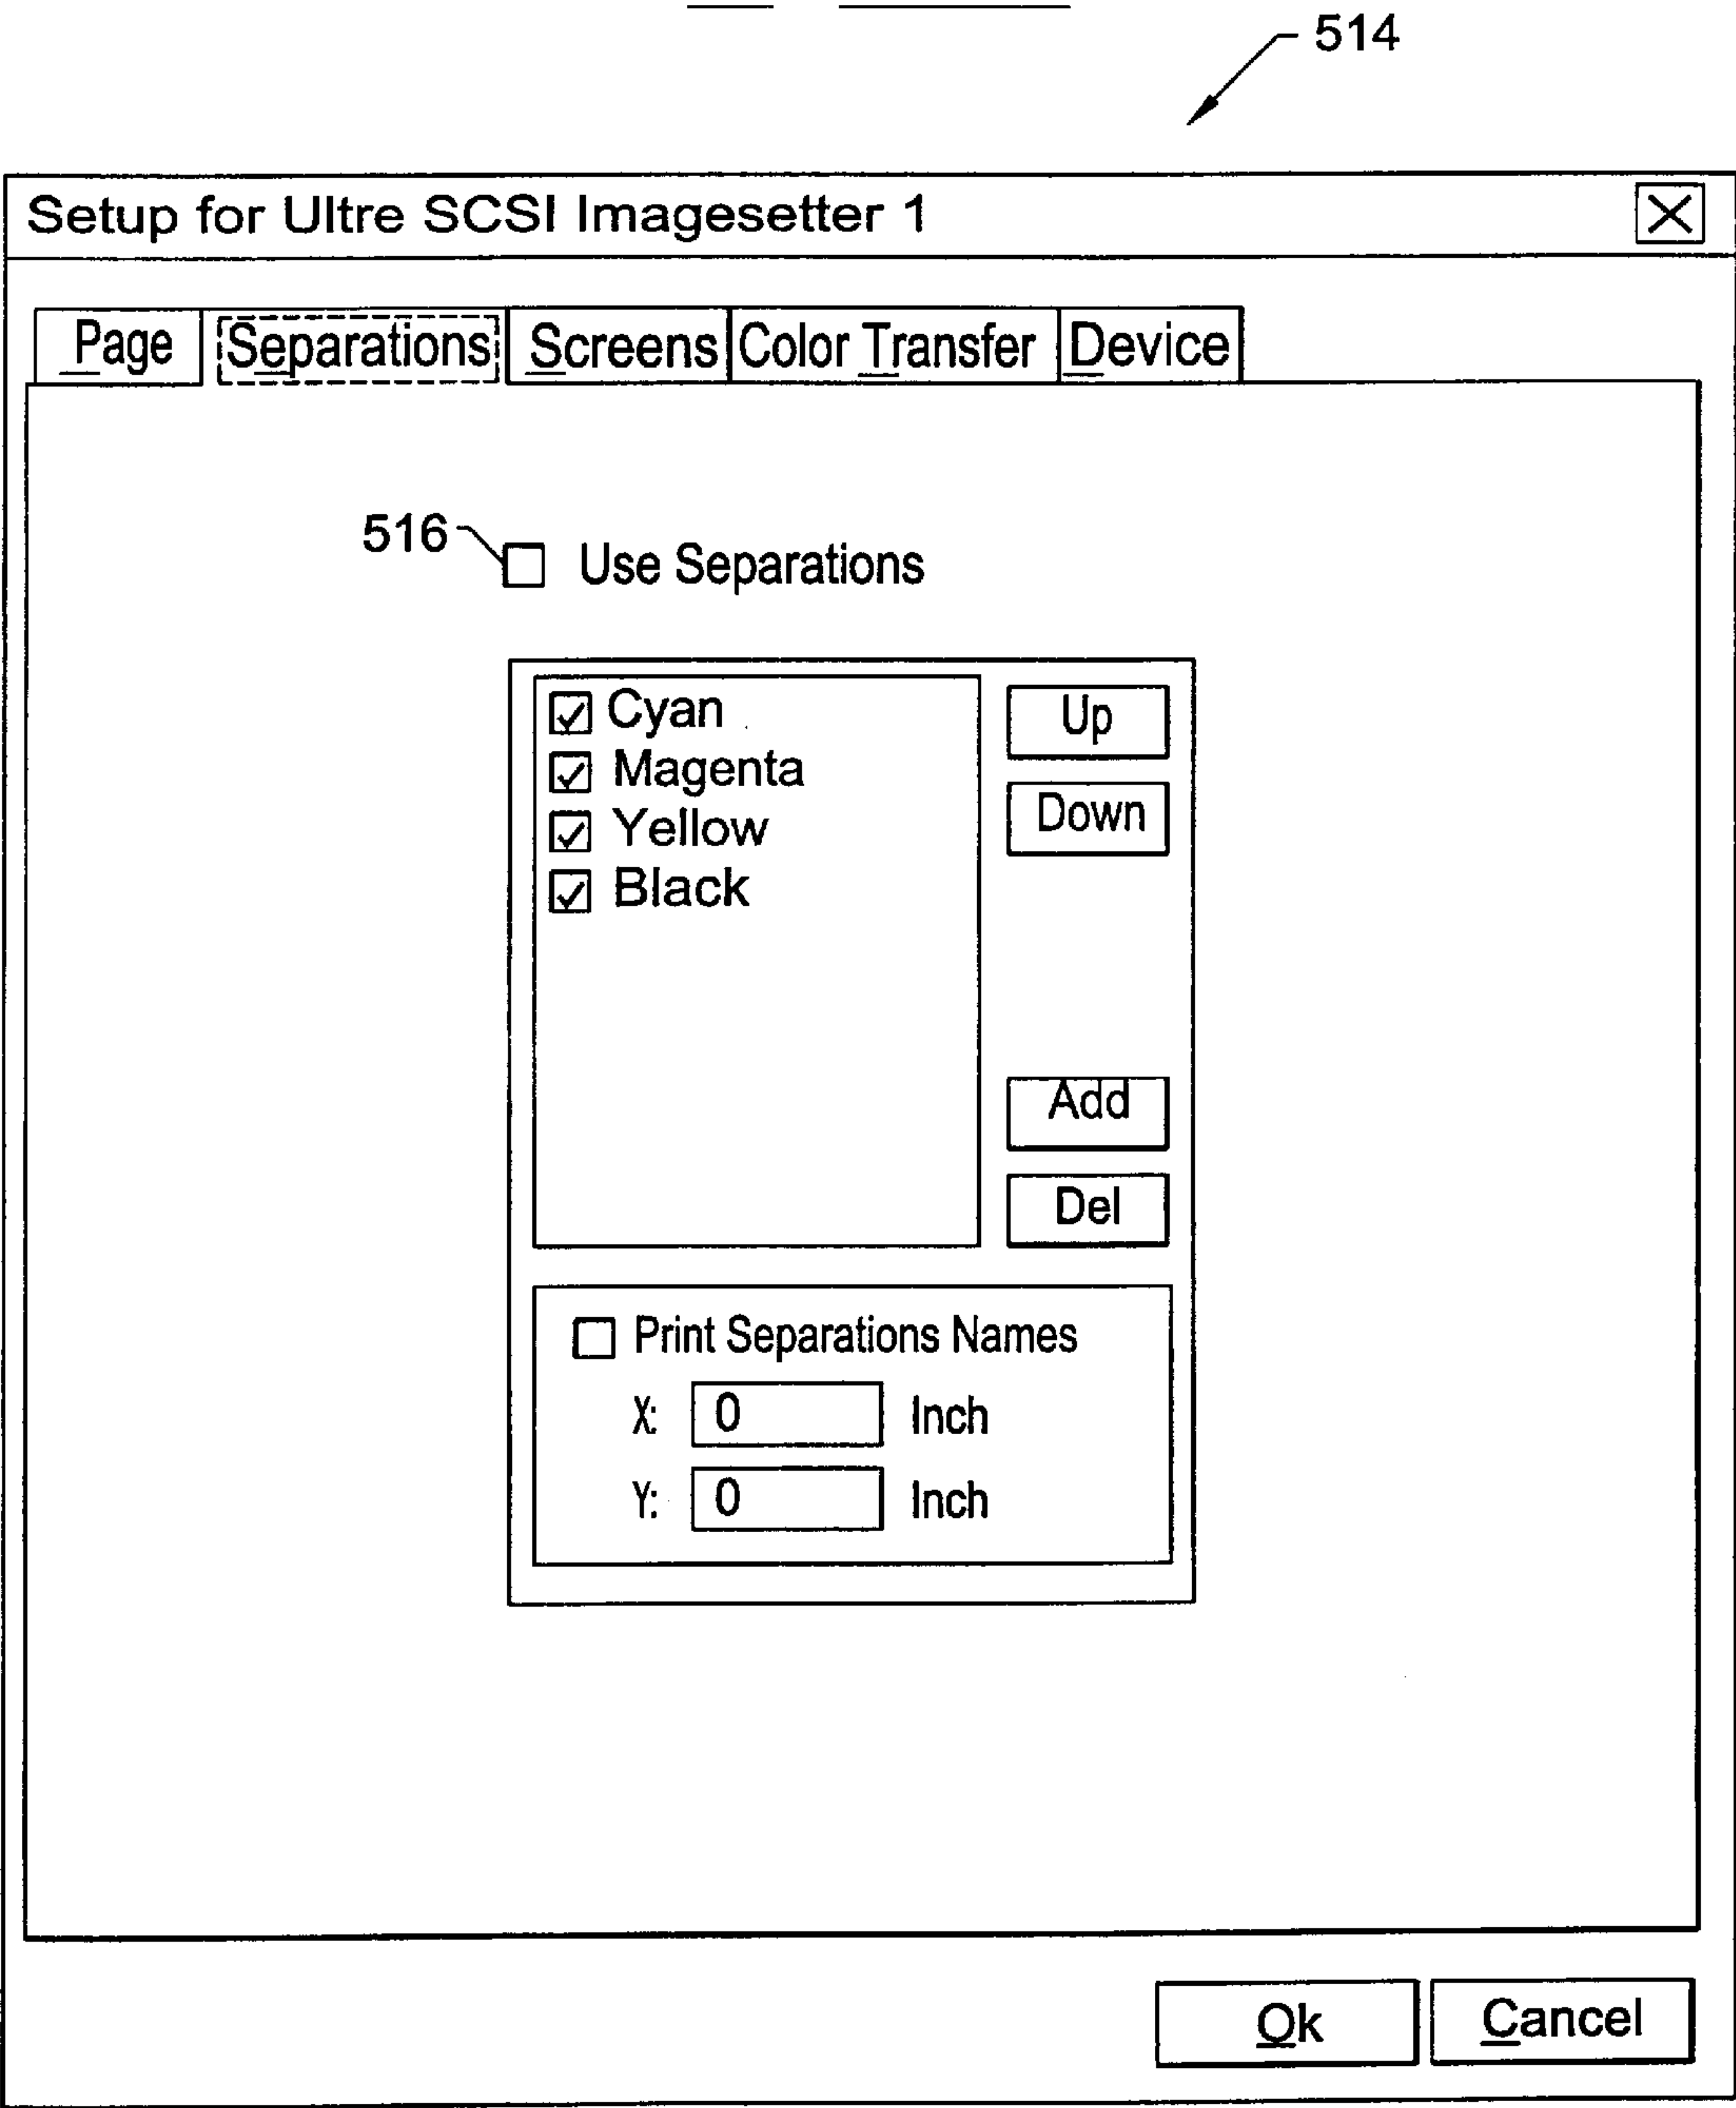 514
Setup for Ultre SCSI Imagesetter 1
Page Separations Screens Color Transfer Device
516
Use Separations
Cyan
Magenta
Yellow
Black
Up
Down
Add
Del
Print Separations Names
X: 0 Inch
Y: 0 Inch
Ok Cancel